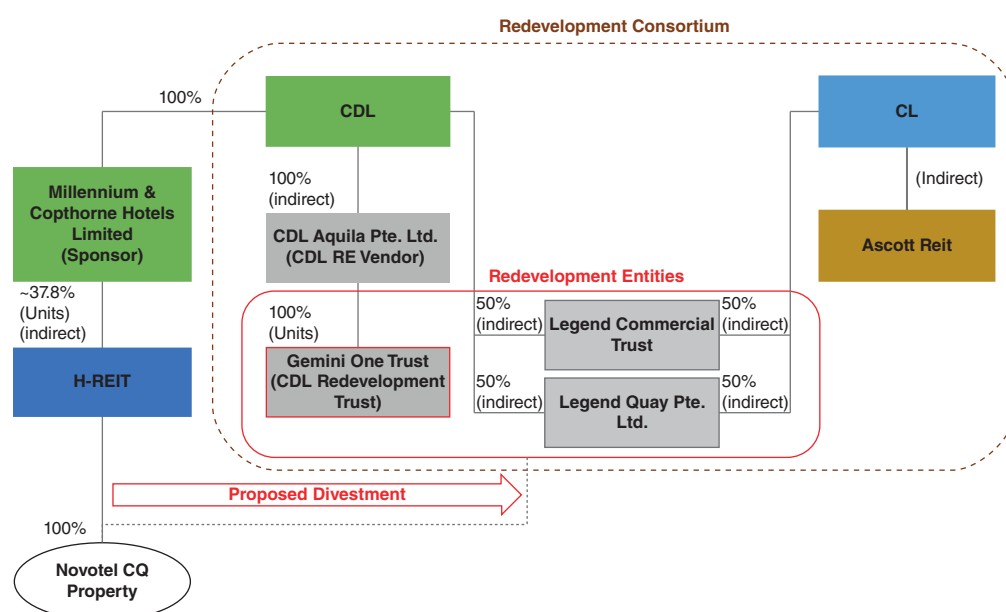 Redevelopment Consortium
100%
CDL
CL
100%
(indirect)
(Indirect)
Millennium &
Copthorne Hotels
Limited
(Sponsor)
CDL Aquila Pte. Ltd.
(CDL RE Vendor)
Ascott Reit
Redevelopment Entities
~37.8%
(Units)
(indirect)
100%
(Units)
50%
(indirect)
Legend Commercial
Trust
50%
(indirect)
H-REIT
Gemini One Trust
(CDL Redevelopment
Trust)
50%
(indirect)
Legend Quay Pte.
Ltd.
50%
(indirect)
Proposed Divestment
100%
Novotel CQ
Property